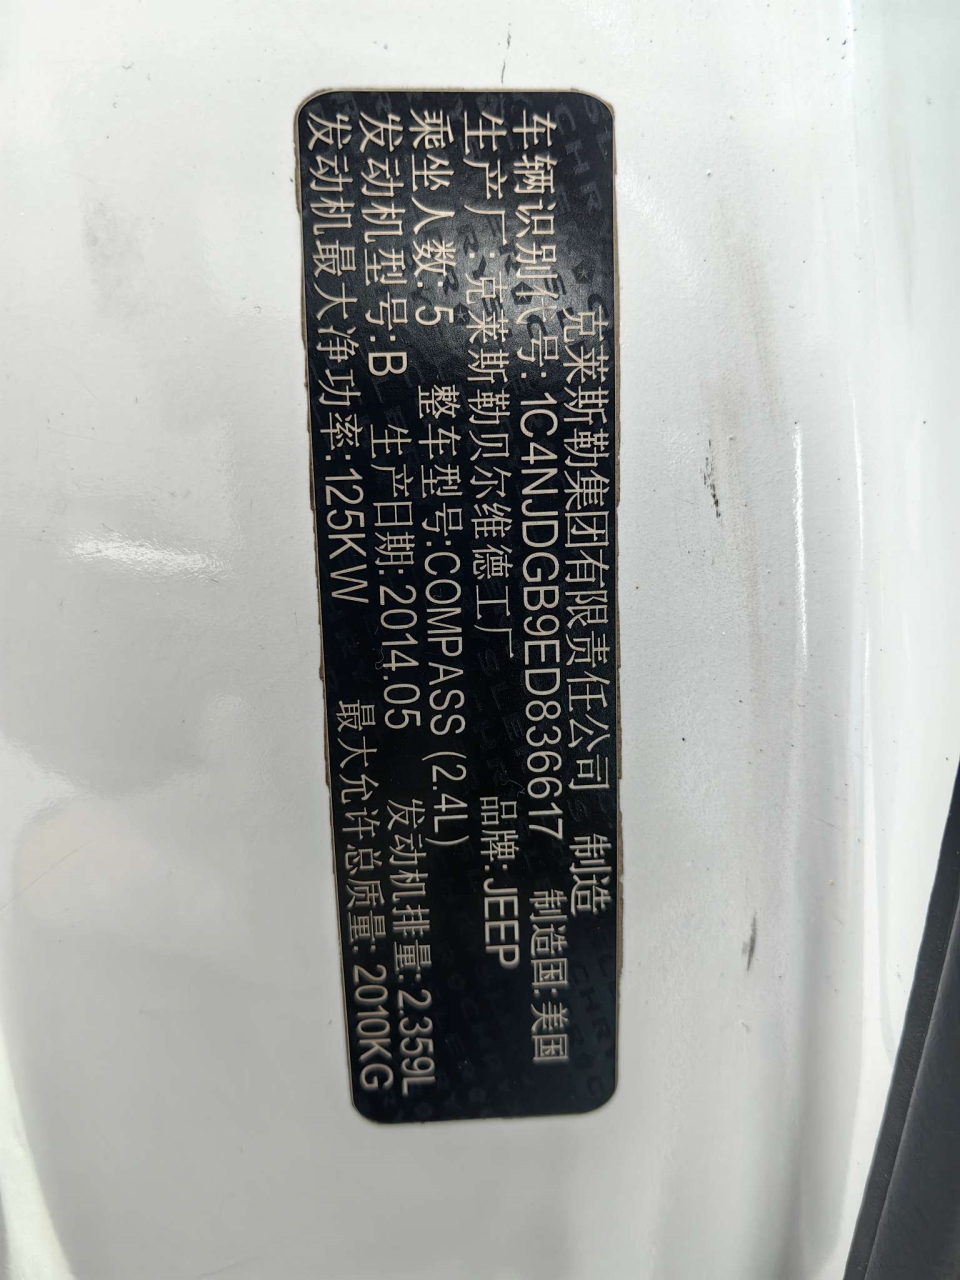 克莱斯勒集团有限责任公司 制造
车辆识别代号: 1C4NJDGB9ED836617 制造国: 美国
生产厂: 克莱斯勒贝尔维德工厂 品牌: JEEP
乘坐人数: 5 整车型号:COMPASS (2.4L)
发动机型号: B 生产日期: 2014.05 发动机排量: 2.359L
发动机最大净功率: 125KW 最大允许总质量: 2010KG